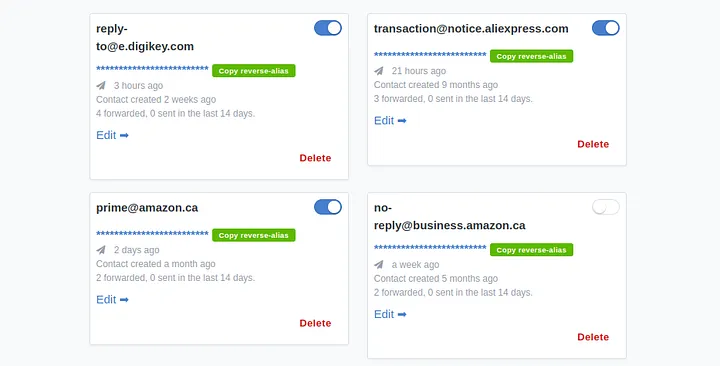 reply-
to@e.digikey.com
************************* Copy reverse-alias
3 hours ago
Contact created 2 weeks ago
4 forwarded, 0 sent in the last 14 days.
Edit ➡
Delete
transaction@notice.aliexpress.com
************************* Copy reverse-alias
21 hours ago
Contact created 9 months ago
3 forwarded, 0 sent in the last 14 days.
Edit ➡
Delete
prime@amazon.ca
************************* Copy reverse-alias
2 days ago
Contact created a month ago
2 forwarded, 0 sent in the last 14 days.
Edit ➡
Delete
no-
reply@business.amazon.ca
************************* Copy reverse-alias
a week ago
Contact created 5 months ago
2 forwarded, 0 sent in the last 14 days.
Edit ➡
Delete